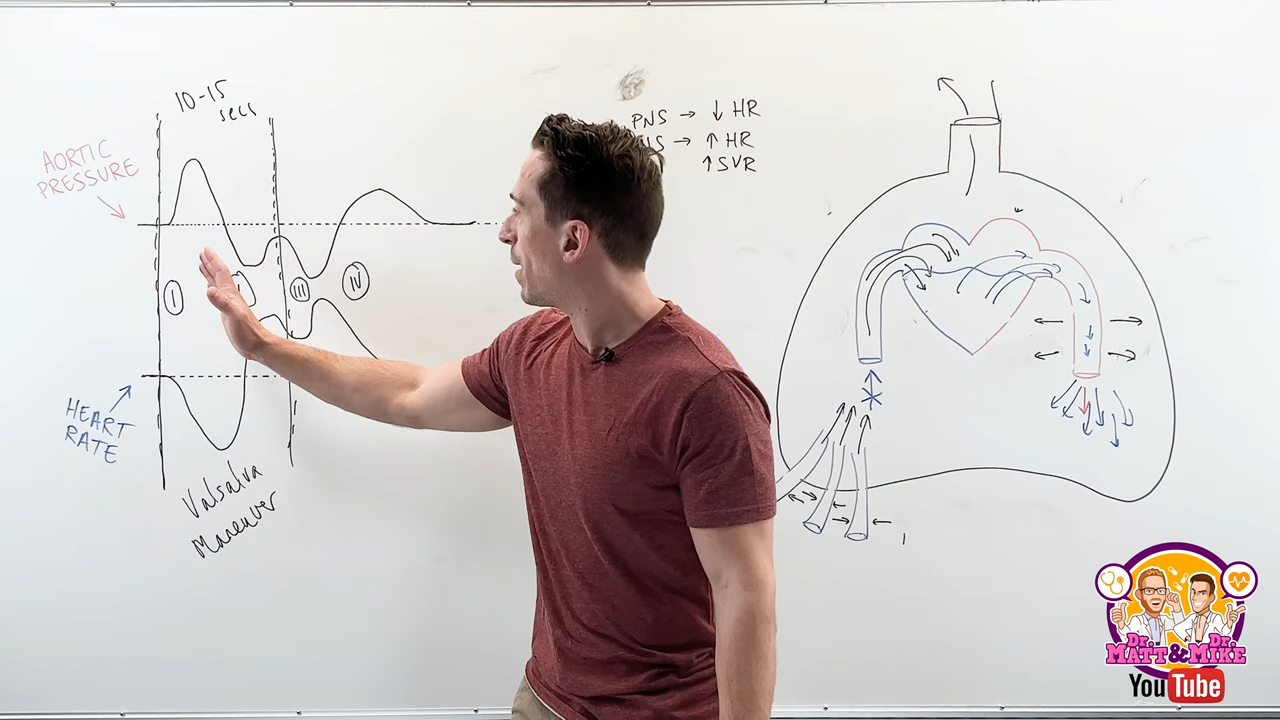 10-15
secs
AORTIC
PRESSURE
I
III
IV
HEART
RATE
Valsalva
Maneuver
PNS → ↓ HR
→ ↑ HR
↑ SVR
Dr. Dr.
MATT & MIKE
YouTube